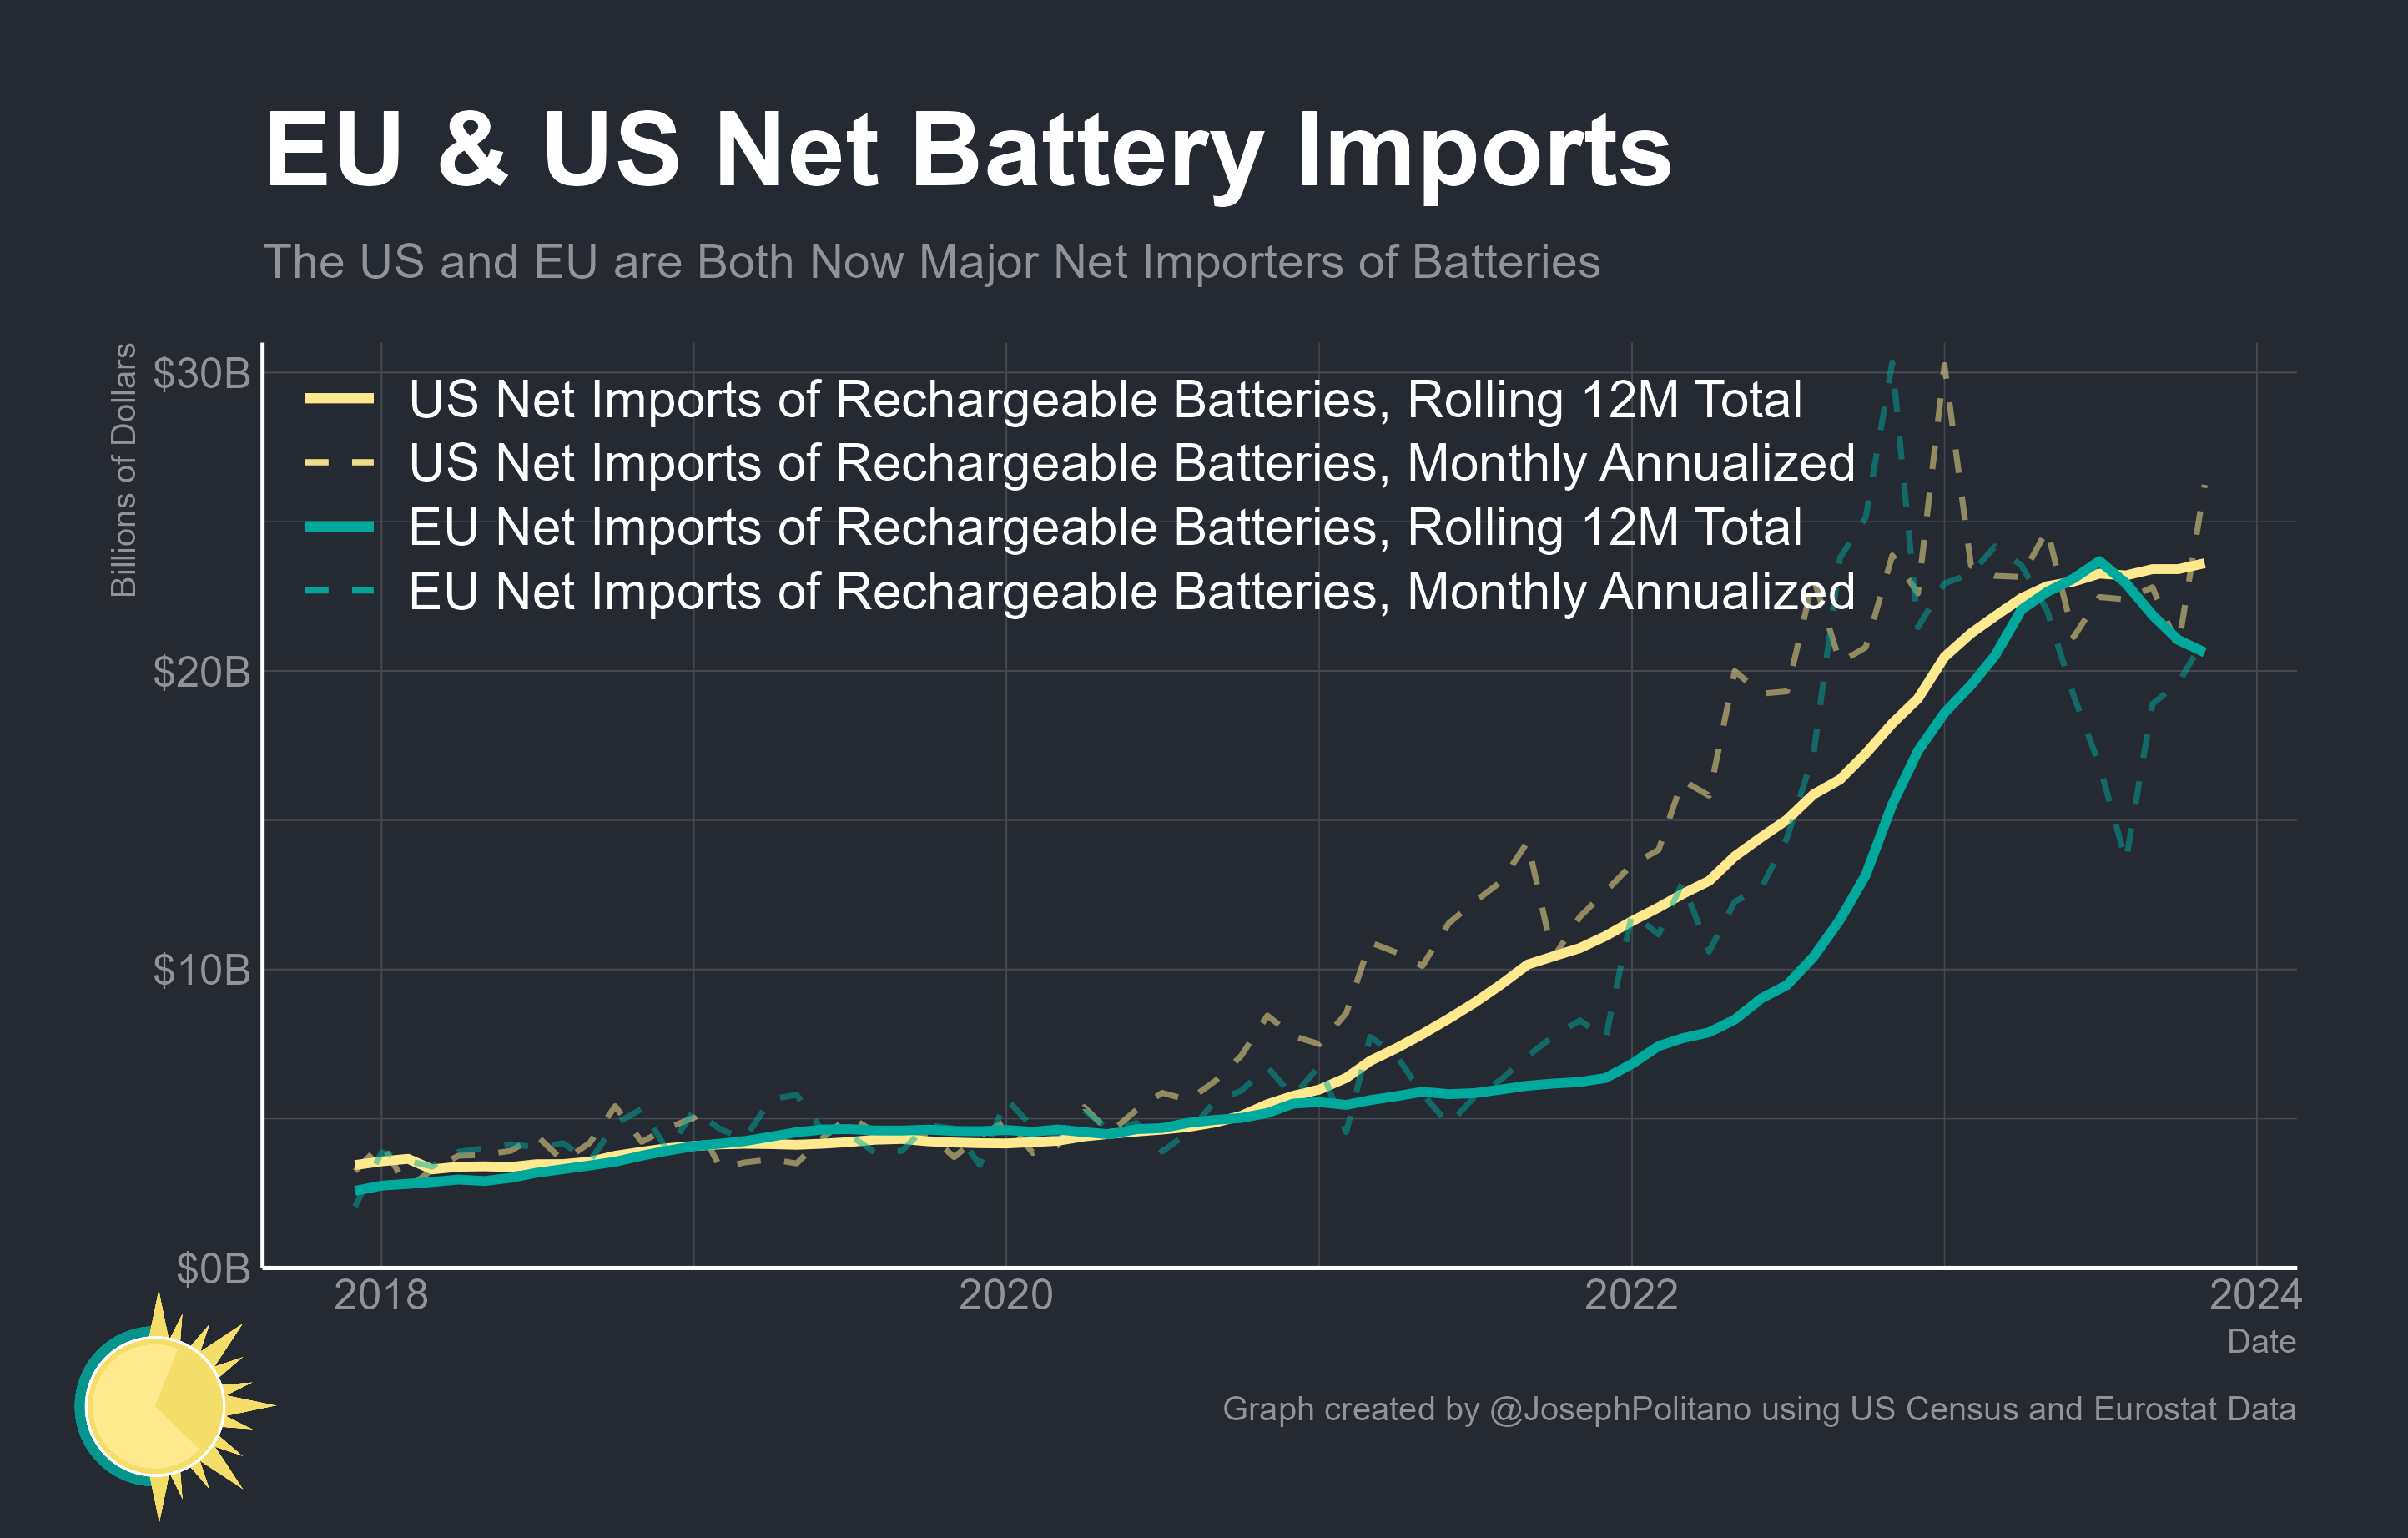 EU & US Net Battery Imports
The US and EU are Both Now Major Net Importers of Batteries
Billions of Dollars
$30B
$20B
$10B
$0B
US Net Imports of Rechargeable Batteries, Rolling 12M Total
US Net Imports of Rechargeable Batteries, Monthly Annualized
EU Net Imports of Rechargeable Batteries, Rolling 12M Total
EU Net Imports of Rechargeable Batteries, Monthly Annualized
2018 2020 2022 2024
Date
Graph created by @JosephPolitano using US Census and Eurostat Data